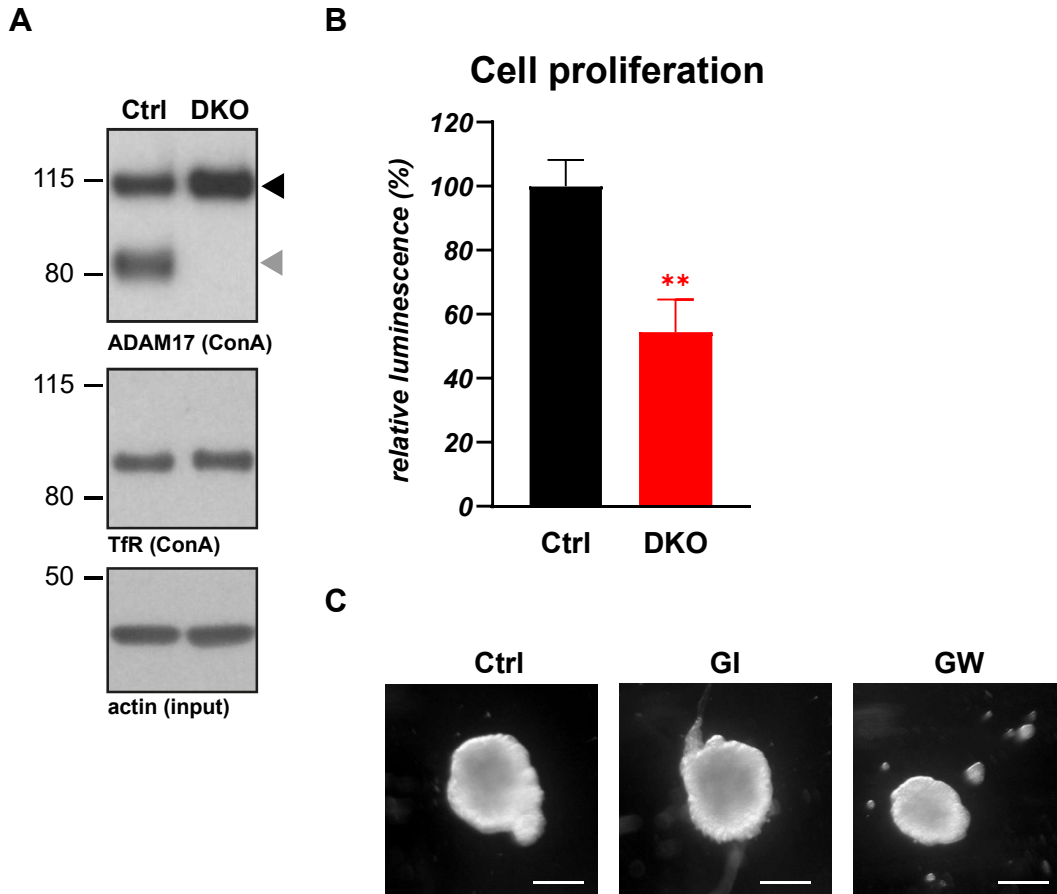 A
Ctrl DKO
115
80
ADAM17 (ConA)
115
80
TfR (ConA)
50
actin (input)
B
Cell proliferation
relative luminescence (%)
120
100
80
60
40
20
0
**
Ctrl DKO
C
Ctrl GI GW